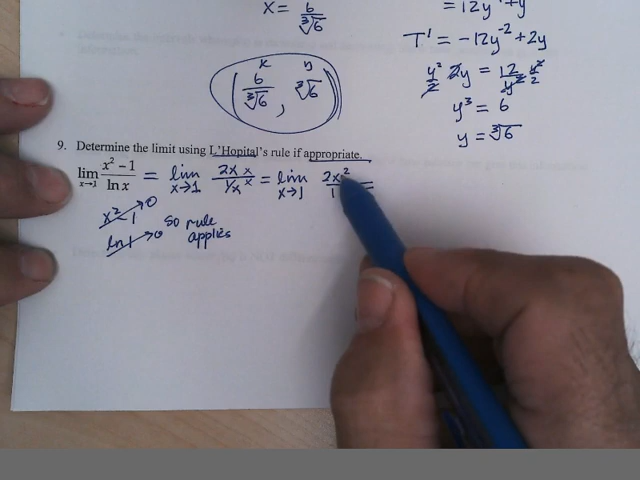 x = 6/∛6
= 12y⁻¹ + y²
T' = -12y⁻² + 2y
y²/2 2y = 12/y² y²/2
y³ = 6
y = ∛6
x y
(6/∛6, ∛6)
9. Determine the limit using L'Hopital's rule if appropriate.
lim x→1 x² − 1 / ln x = lim x→1 2x x / 1/x x = lim x→1 2x² / 1 =
x² − 1 → 0 so rule
ln 1 → 0 applies